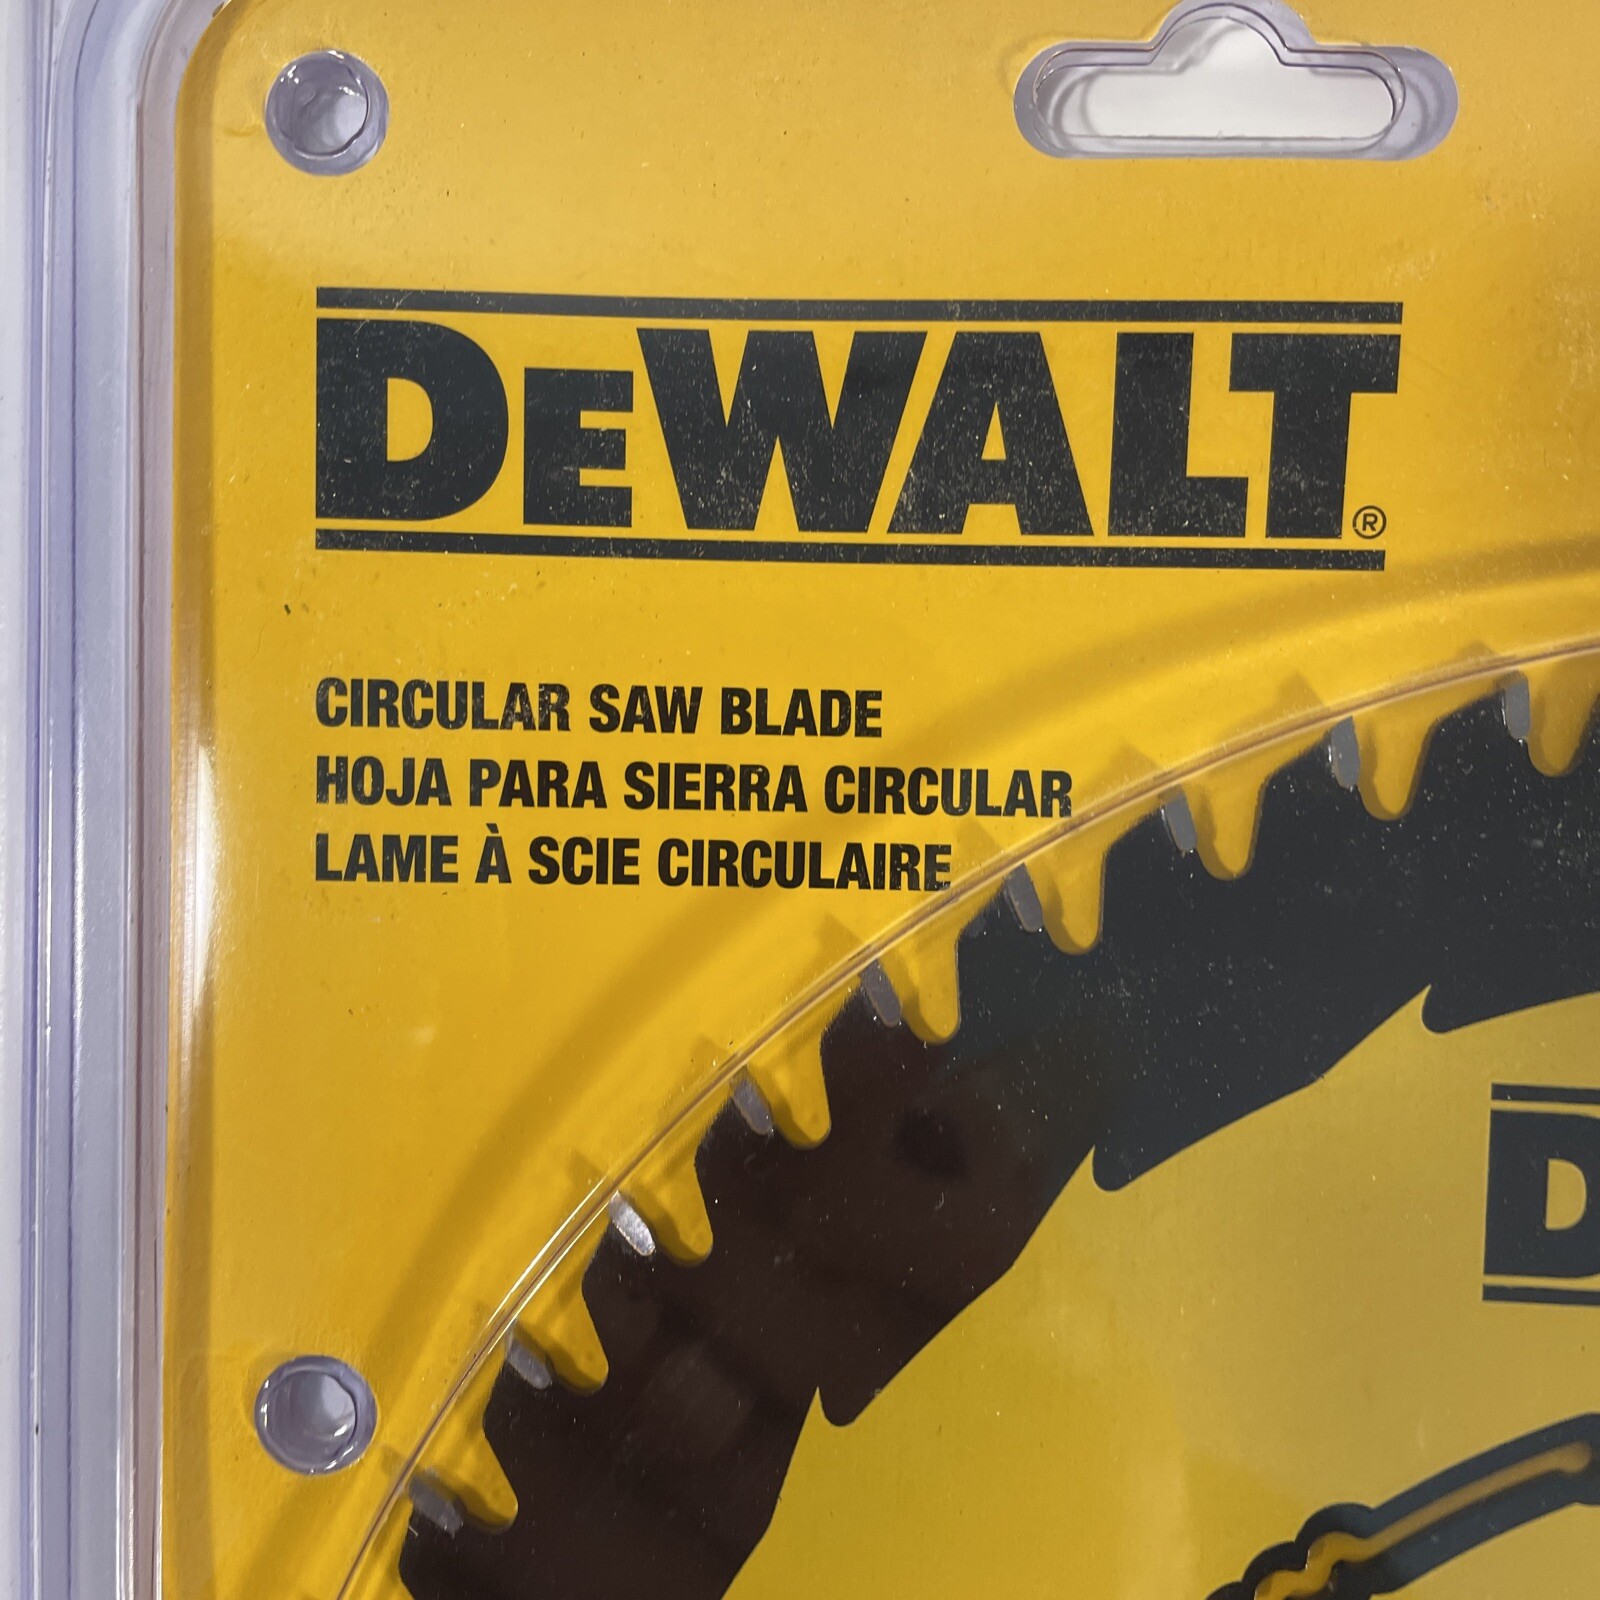 DEWALT®
CIRCULAR SAW BLADE
HOJA PARA SIERRA CIRCULAR
LAME À SCIE CIRCULAIRE
D